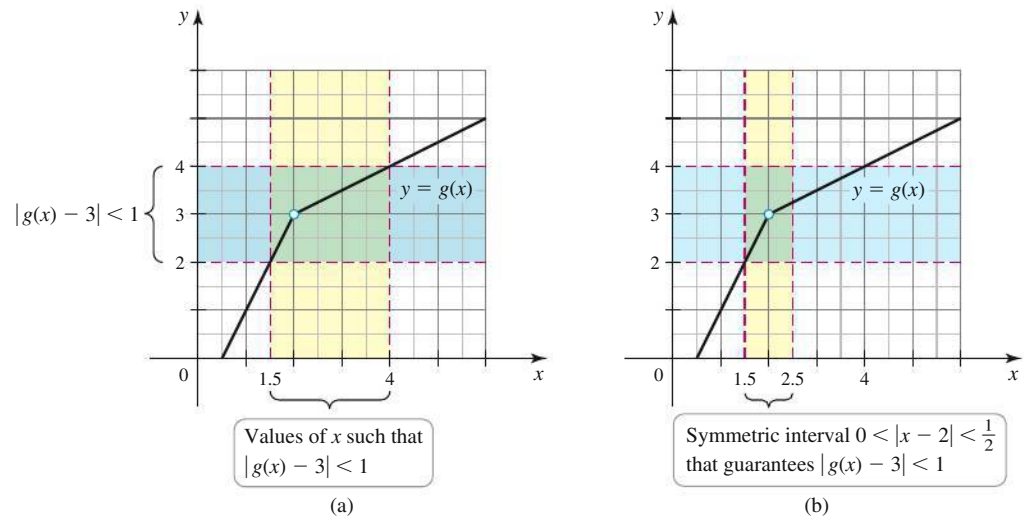 y
4
|g(x) − 3| < 1
3
2
y = g(x)
0
1.5
4
x
Values of x such that
|g(x) − 3| < 1
(a)
y
4
3
2
y = g(x)
0
1.5
2.5
4
x
Symmetric interval 0 < |x − 2| < 1/2
that guarantees |g(x) − 3| < 1
(b)